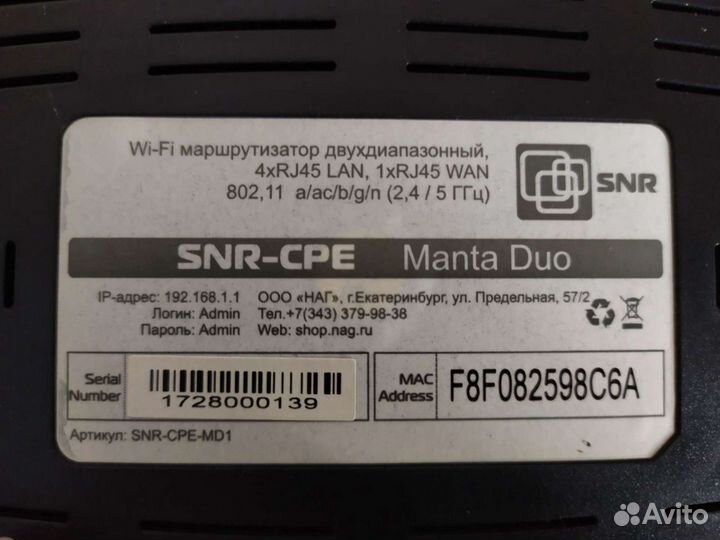 Wi-Fi маршрутизатор двухдиапазонный,
4xRJ45 LAN, 1xRJ45 WAN
802,11 a/ac/b/g/n (2,4 / 5 ГГц)
SNR
SNR-CPE Manta Duo
IP-адрес: 192.168.1.1 ООО «НАГ», г.Екатеринбург, ул. Предельная, 57/2
Логин: Admin Тел.+7(343) 379-98-38
Пароль: Admin Web: shop.nag.ru
Serial Number 1728000139
MAC Address F8F082598C6A
Артикул: SNR-CPE-MD1
Avito